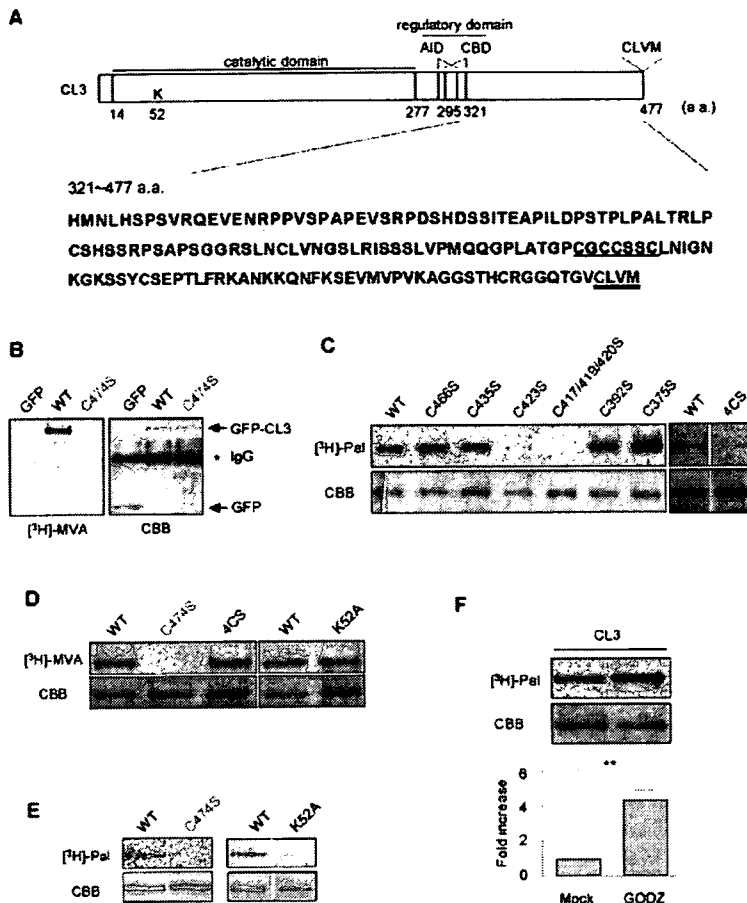 A
regulatory domain
AID CBD
catalytic domain
CLVM
CL3
K
14 52 277 295 321 477 (a.a.)
321~477 a.a.
HMNLHSPSVRQEVENRPPVSPAPEVSRPDSHDSSITEAPILDPSTPLPALTRLP
CSHSSRPSAPSGGRSLNCLVNGSLRISSSLVPMQQGPLATGPCGCCSSCLNIGN
KGKSSYCSEPTLFRKANKKQNFKSEVMVPVKAGGSTHCRGGQTGVCLVM
B
GFP WT C474S GFP WT C474S
GFP-CL3
* IgG
GFP
[³H]-MVA CBB
C
WT C466S C435S C423S C417/419/420S C392S C375S WT 4CS
[³H]-Pal
CBB
D
WT C474S 4CS WT K52A
[³H]-MVA
CBB
E
WT C474S WT K52A
[³H]-Pal
CBB
F
CL3
[³H]-Pal
CBB
**
Fold increase
6
4
2
0
Mock GODZ